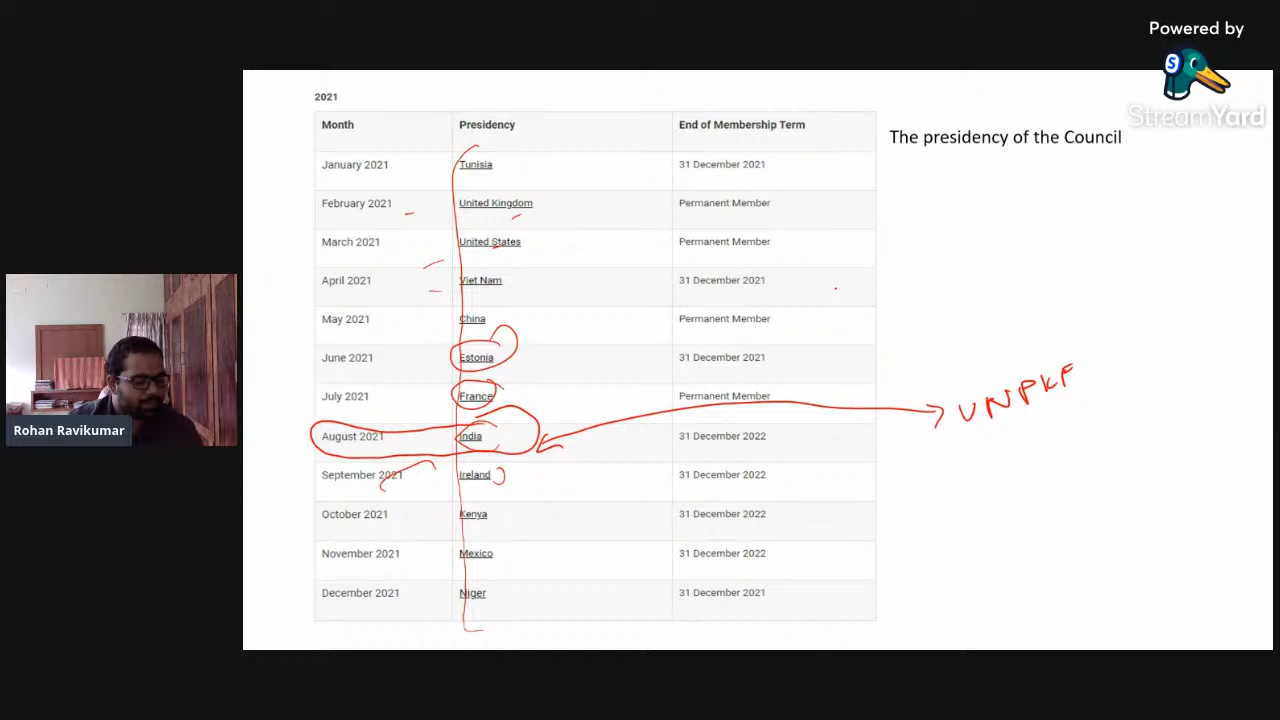 Powered by
S
StreamYard
2021
Month Presidency End of Membership Term
The presidency of the Council
January 2021 Tunisia 31 December 2021
February 2021 United Kingdom Permanent Member
March 2021 United States Permanent Member
April 2021 Viet Nam 31 December 2021
May 2021 China Permanent Member
June 2021 Estonia 31 December 2021
July 2021 France Permanent Member
UNPKF
August 2021 India 31 December 2022
September 2021 Ireland 31 December 2022
October 2021 Kenya 31 December 2022
November 2021 Mexico 31 December 2022
December 2021 Niger 31 December 2021
Rohan Ravikumar